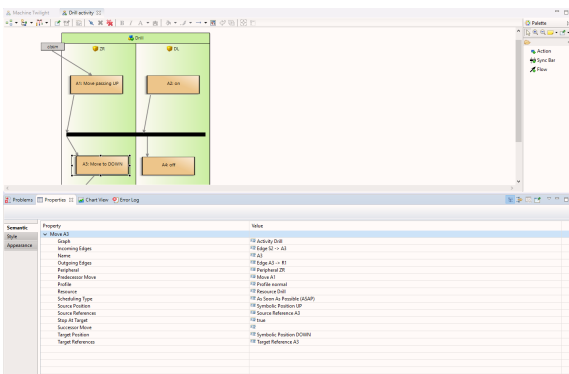 Machine Twilight
Drill activity
B I A
Drill
claim
ZR
DL
A1: Move passing UP
A2: on
A3: Move to DOWN
A4: off
Palette
Action
Sync Bar
Flow
Problems Properties Chart View Error Log
Semantic
Style
Appearance
Property Value
Move A3
Graph Activity Drill
Incoming Edges Edge S2 -> A3
Name A3
Outgoing Edges Edge A3 -> R1
Peripheral Peripheral ZR
Predecessor Move Move A1
Profile Profile normal
Resource Resource Drill
Scheduling Type As Soon As Possible (ASAP)
Source Position Symbolic Position UP
Source References Source Reference A3
Stop At Target true
Successor Move
Target Position Symbolic Position DOWN
Target References Target Reference A3